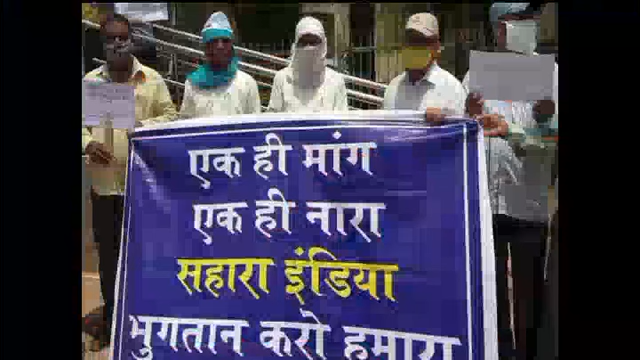 एक ही मांग
एक ही नारा
सहारा इंडिया
भुगतान करो हमारा